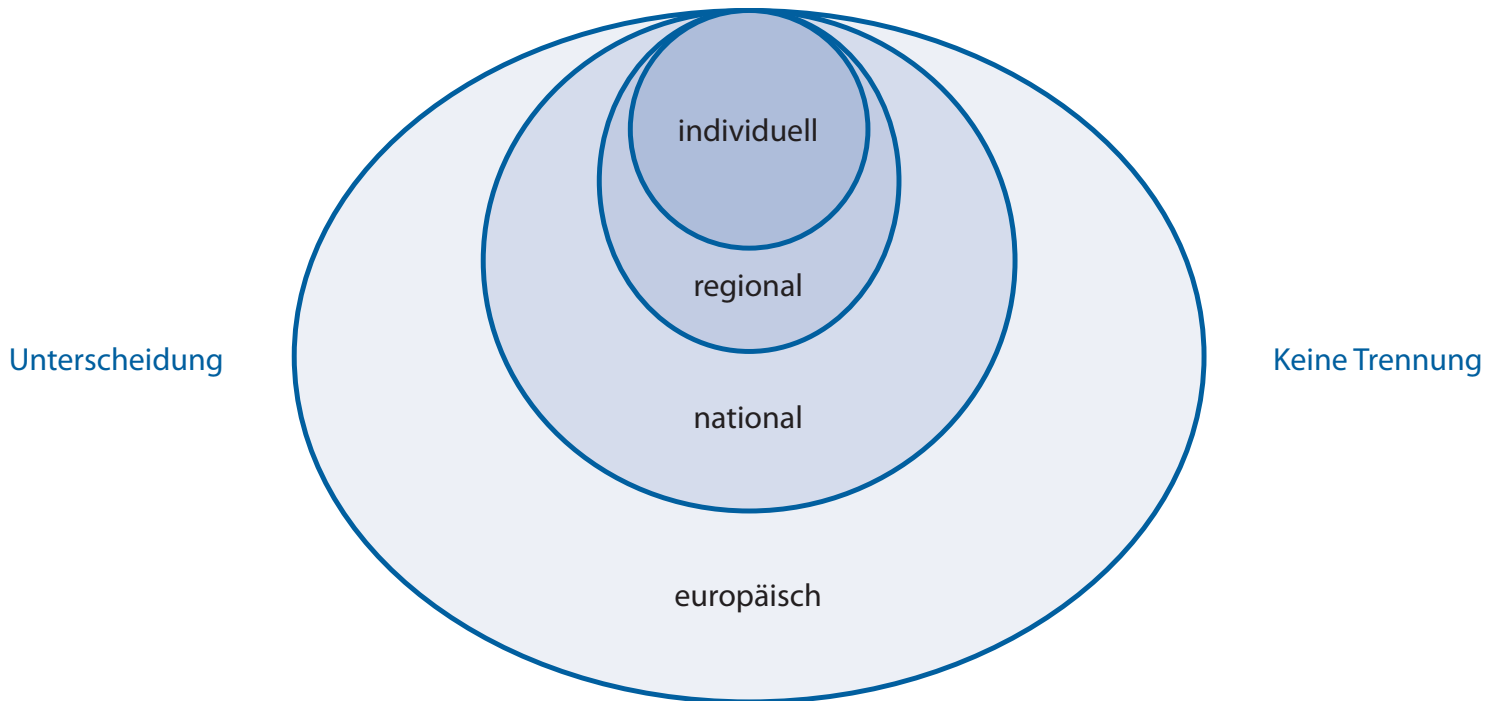 individuell
regional
Unterscheidung
Keine Trennung
national
europäisch